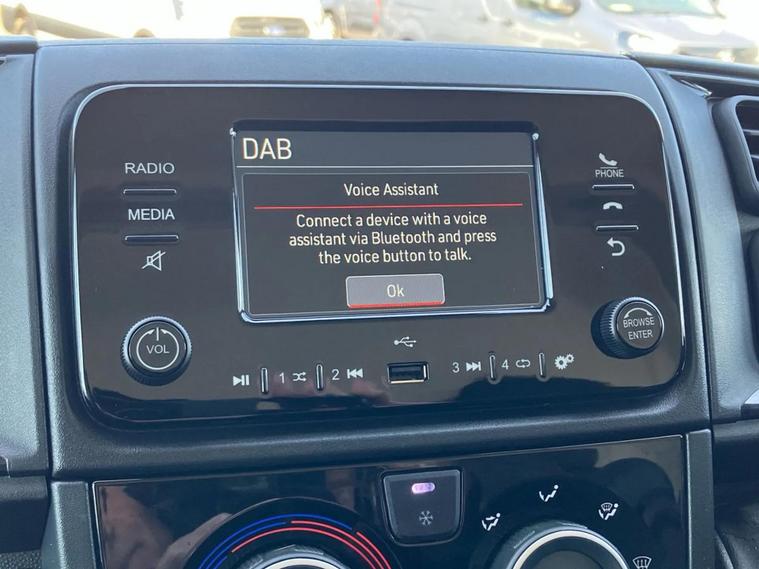 DAB
Voice Assistant
Connect a device with a voice
assistant via Bluetooth and press
the voice button to talk.
Ok
RADIO
MEDIA
VOL
PHONE
BROWSE
ENTER
1
2
3
4